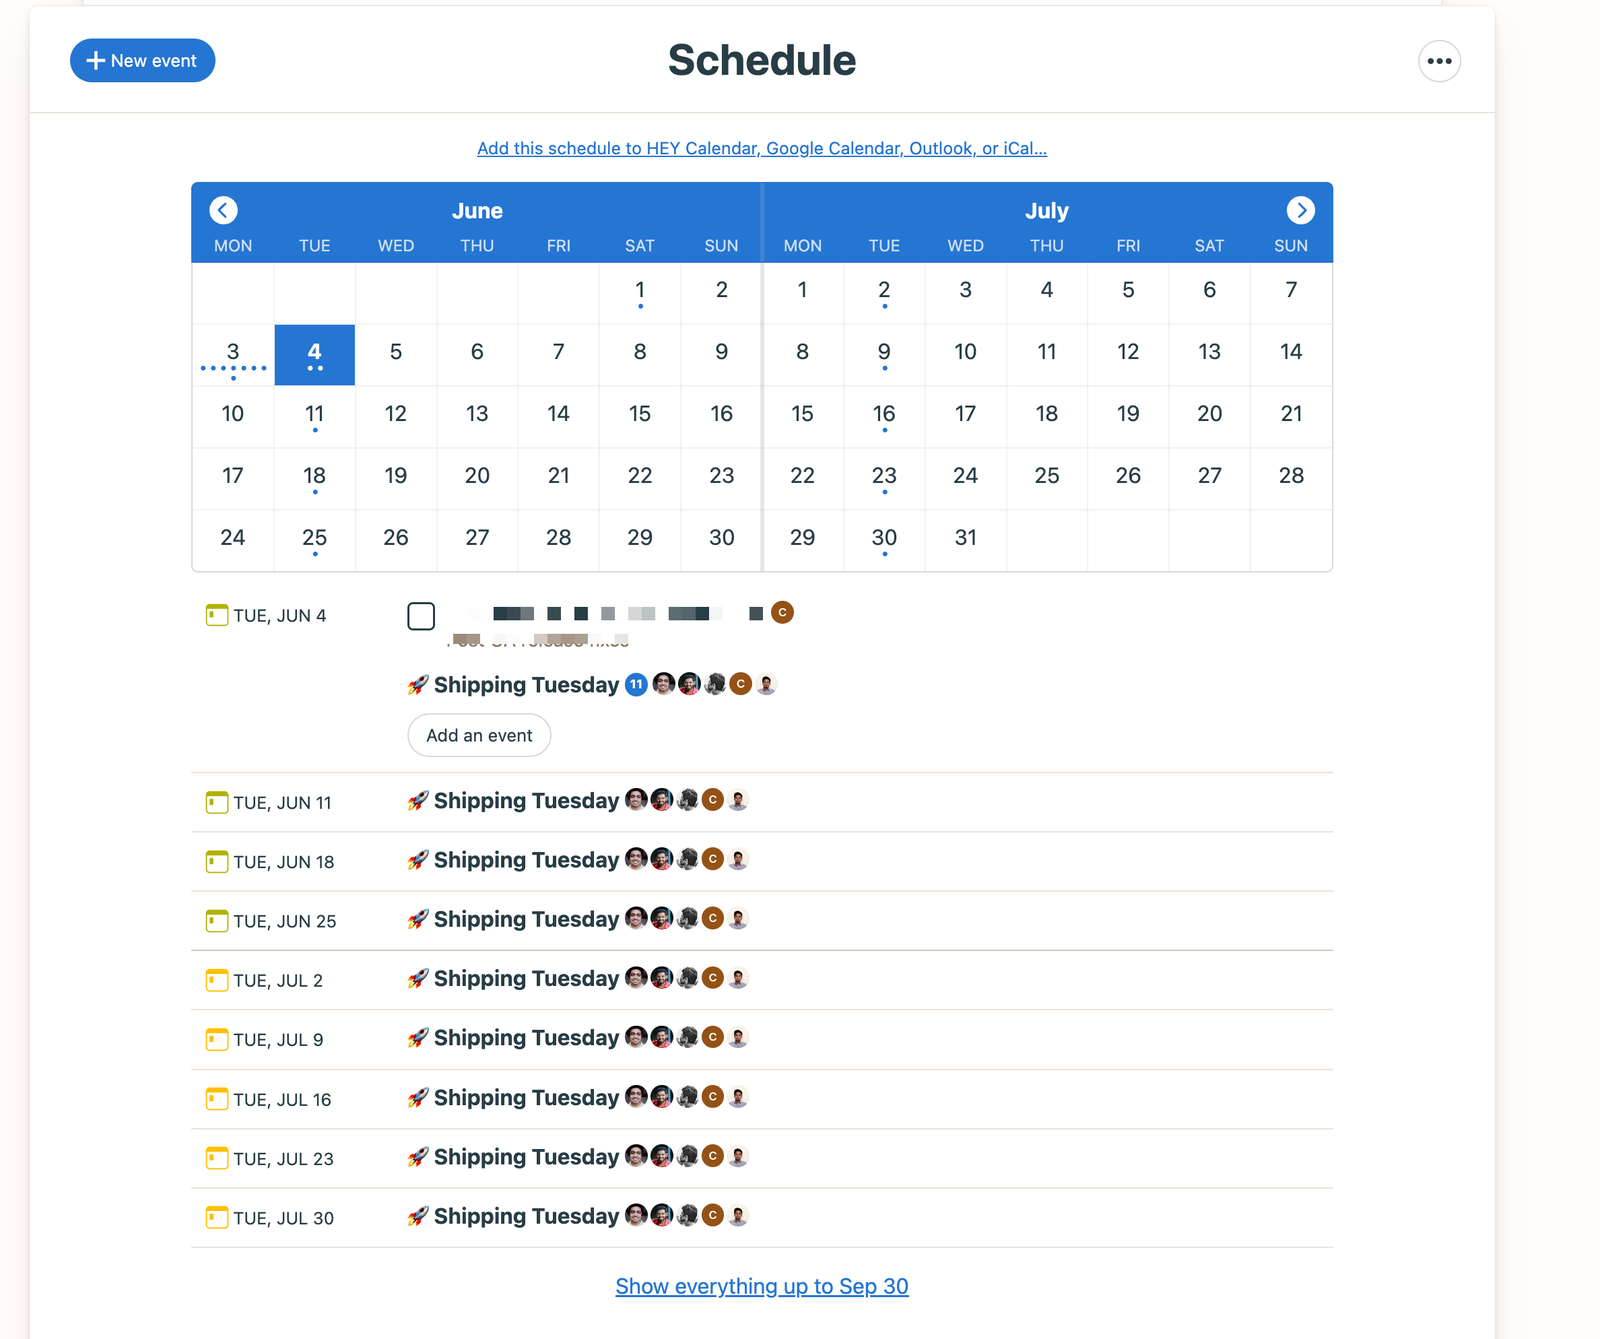 New event
Schedule
Add this schedule to HEY Calendar, Google Calendar, Outlook, or iCal...
June
July
MON TUE WED THU FRI SAT SUN MON TUE WED THU FRI SAT SUN
1 2 1 2 3 4 5 6 7
3 4 5 6 7 8 9 8 9 10 11 12 13 14
10 11 12 13 14 15 16 15 16 17 18 19 20 21
17 18 19 20 21 22 23 22 23 24 25 26 27 28
24 25 26 27 28 29 30 29 30 31
TUE, JUN 4
C
🚀 Shipping Tuesday 11 C
Add an event
TUE, JUN 11 🚀 Shipping Tuesday C
TUE, JUN 18 🚀 Shipping Tuesday C
TUE, JUN 25 🚀 Shipping Tuesday C
TUE, JUL 2 🚀 Shipping Tuesday C
TUE, JUL 9 🚀 Shipping Tuesday C
TUE, JUL 16 🚀 Shipping Tuesday C
TUE, JUL 23 🚀 Shipping Tuesday C
TUE, JUL 30 🚀 Shipping Tuesday C
Show everything up to Sep 30